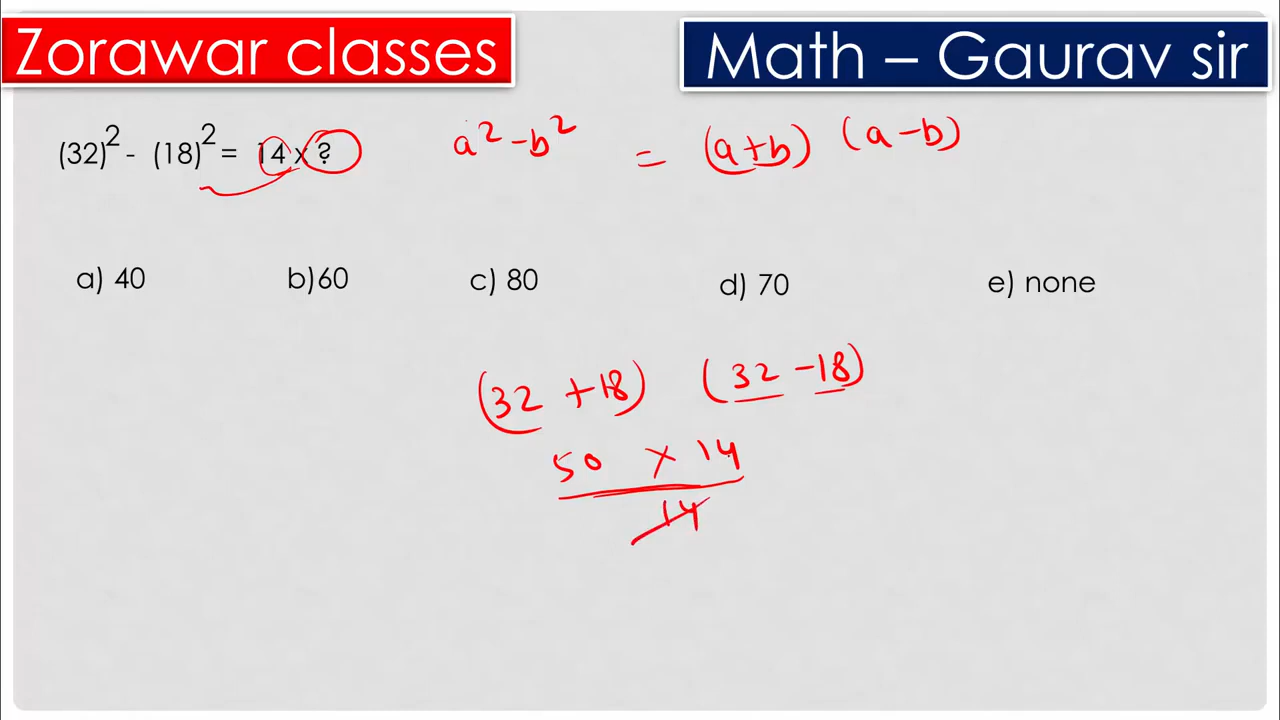 Zorawar classes
Math – Gaurav sir
(32)² - (18)² = 14 x ?
a² - b² = (a+b) (a-b)
a) 40 b)60 c) 80 d) 70 e) none
(32 + 18) (32 - 18)
50 x 14
14